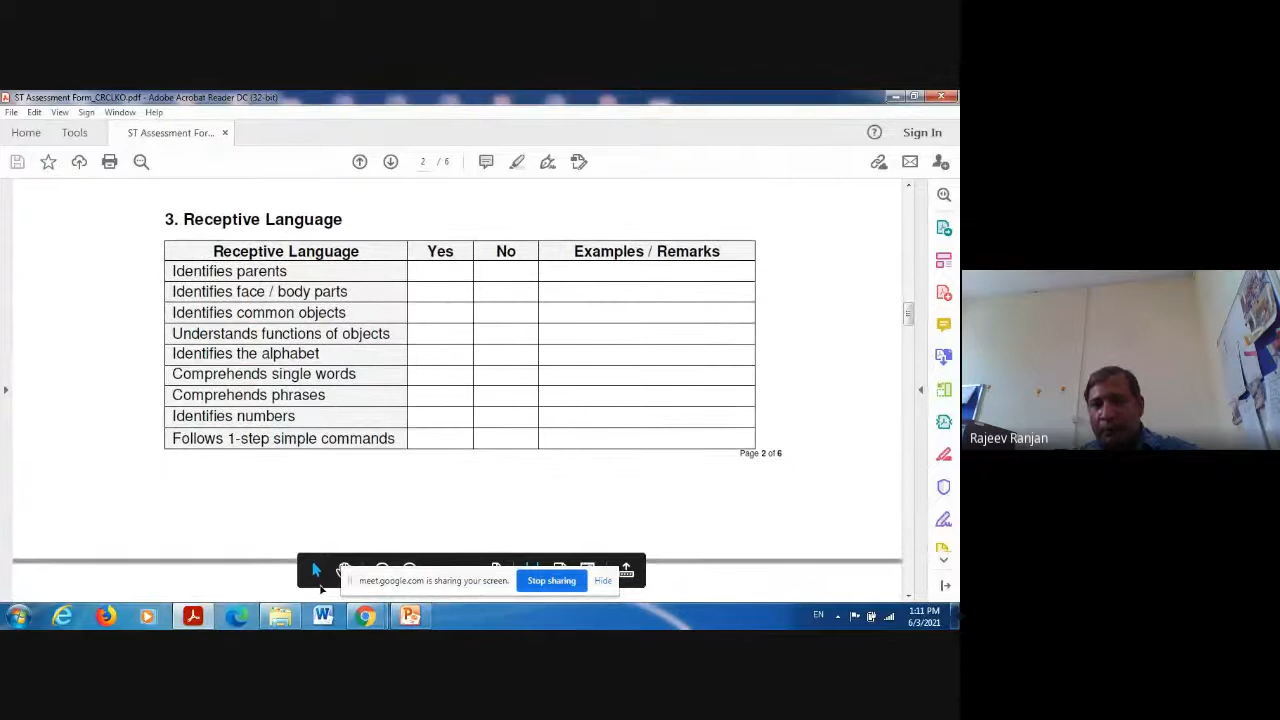 ST Assessment Form_CRCLKO.pdf - Adobe Acrobat Reader DC (32-bit)
File Edit View Sign Window Help
Home Tools ST Assessment For... × Sign In
2 / 6
3. Receptive Language
Receptive Language Yes No Examples / Remarks
Identifies parents
Identifies face / body parts
Identifies common objects
Understands functions of objects
Identifies the alphabet
Comprehends single words
Comprehends phrases
Identifies numbers
Follows 1-step simple commands
Page 2 of 6
Rajeev Ranjan
meet.google.com is sharing your screen. Stop sharing Hide
EN 1:11 PM
6/3/2021